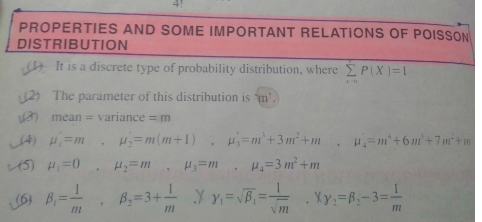 4!
PROPERTIES AND SOME IMPORTANT RELATIONS OF POISSON
DISTRIBUTION
(1) It is a discrete type of probability distribution, where Σ P(X)=1
(2) The parameter of this distribution is 'm'.
(3) mean = variance = m
(4) μ₁′=m , μ₂′=m(m+1) , μ₃′=m³+3m²+m , μ₄′=m⁴+6m³+7m²+m
(5) μ₁=0 , μ₂=m , μ₃=m , μ₄=3m²+m
(6) β₁=1/m , β₂=3+1/m , γ₁=√β₁=1/√m , γ₂=β₂−3=1/m